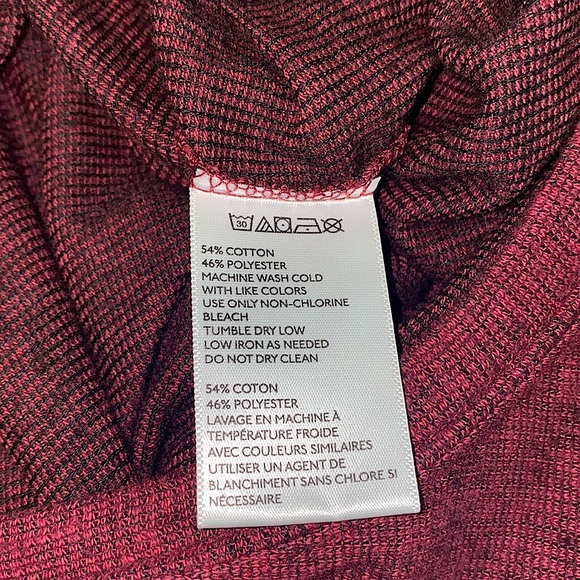 30
54% COTTON
46% POLYESTER
MACHINE WASH COLD
WITH LIKE COLORS
USE ONLY NON-CHLORINE
BLEACH
TUMBLE DRY LOW
LOW IRON AS NEEDED
DO NOT DRY CLEAN
54% COTON
46% POLYESTER
LAVAGE EN MACHINE À
TEMPÉRATURE FROIDE
AVEC COULEURS SIMILAIRES
UTILISER UN AGENT DE
BLANCHIMENT SANS CHLORE SI
NÉCESSAIRE